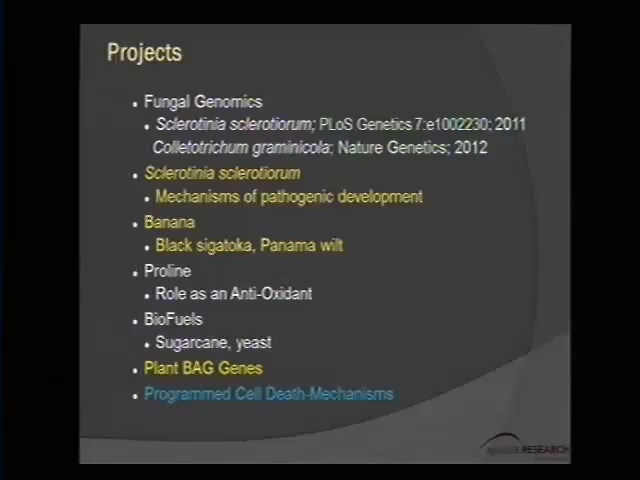 Projects
Fungal Genomics
Sclerotinia sclerotiorum; PLoS Genetics 7:e1002230; 2011
Colletotrichum graminicola; Nature Genetics; 2012
Sclerotinia sclerotiorum
Mechanisms of pathogenic development
Banana
Black sigatoka, Panama wilt
Proline
Role as an Anti-Oxidant
BioFuels
Sugarcane, yeast
Plant BAG Genes
Programmed Cell Death-Mechanisms
RESEARCH